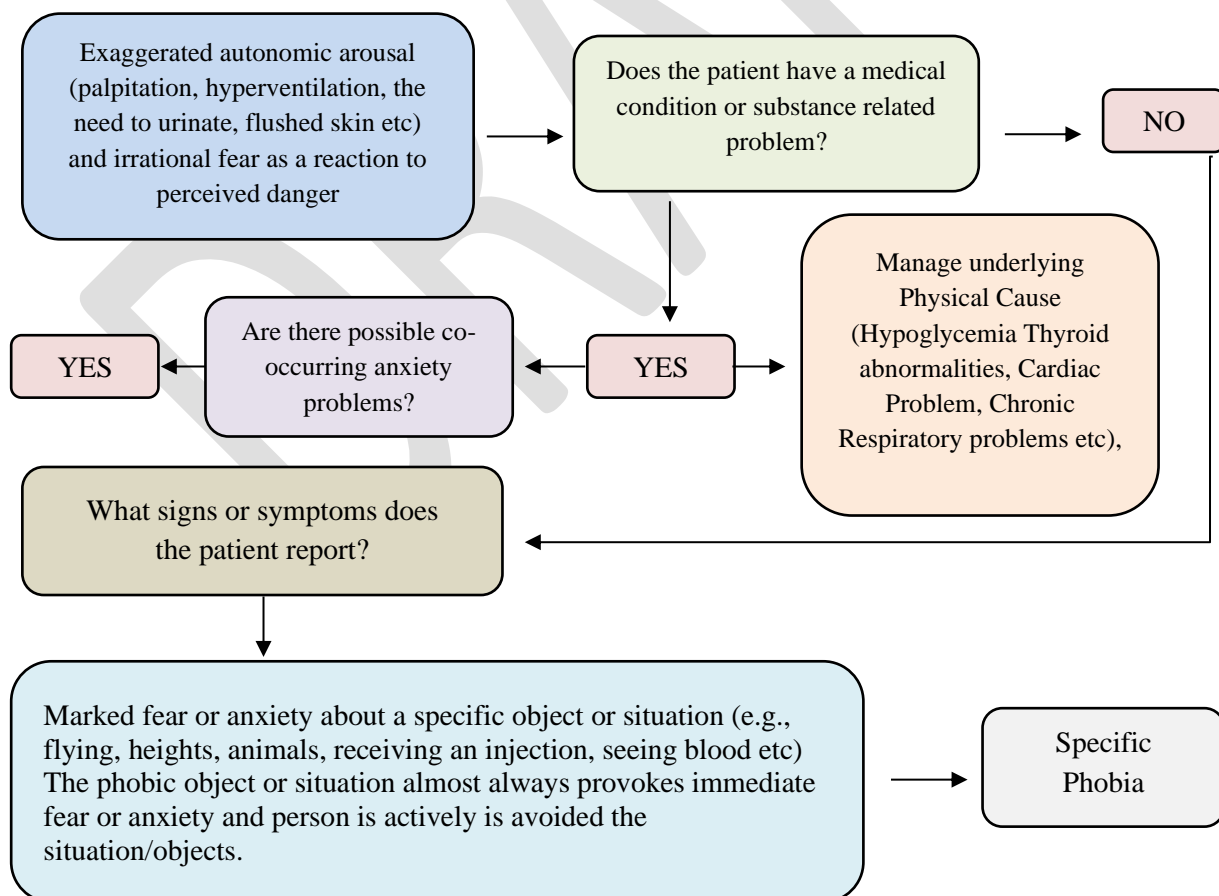 Exaggerated autonomic arousal
(palpitation, hyperventilation, the
need to urinate, flushed skin etc)
and irrational fear as a reaction to
perceived danger
Does the patient have a medical
condition or substance related
problem?
NO
Manage underlying
Physical Cause
(Hypoglycemia Thyroid
abnormalities, Cardiac
Problem, Chronic
Respiratory problems etc),
YES
Are there possible co-
occurring anxiety
problems?
YES
What signs or symptoms does
the patient report?
Marked fear or anxiety about a specific object or situation (e.g.,
flying, heights, animals, receiving an injection, seeing blood etc)
The phobic object or situation almost always provokes immediate
fear or anxiety and person is actively is avoided the
situation/objects.
Specific
Phobia